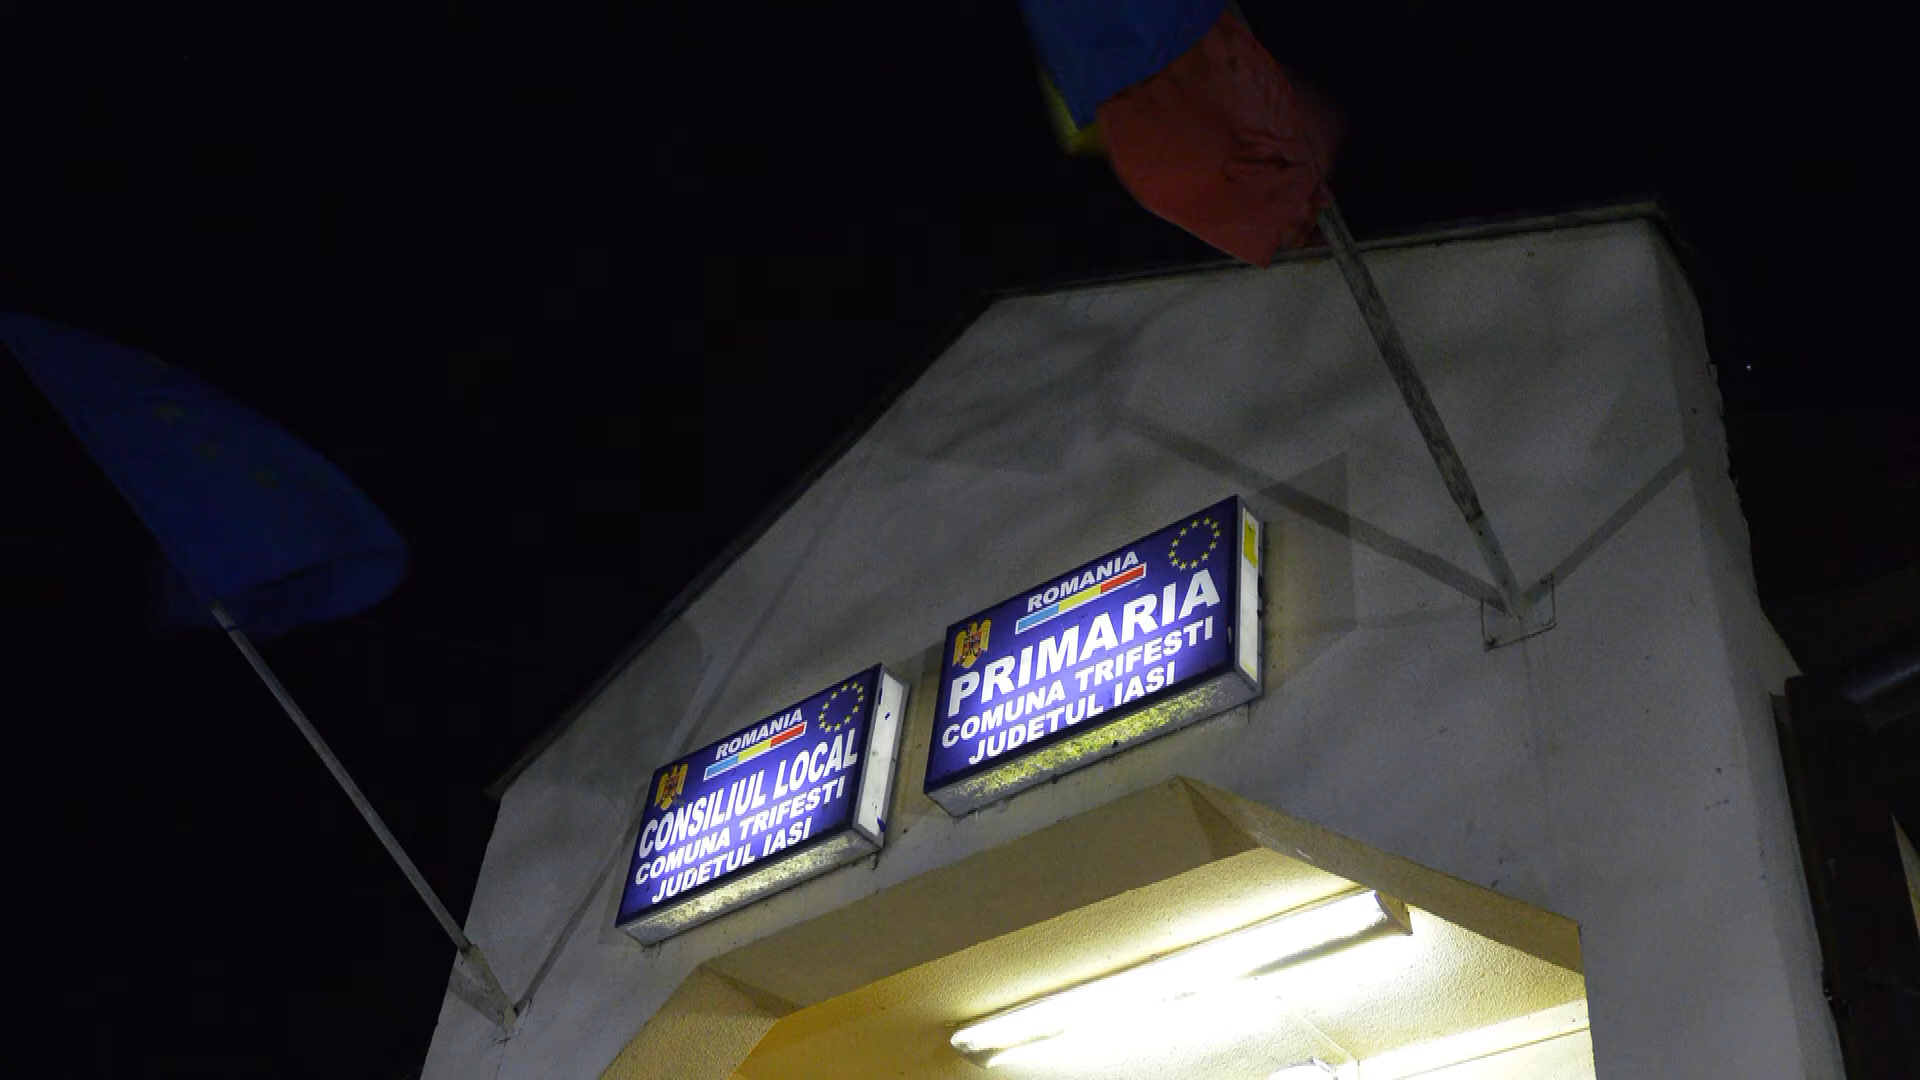 ROMANIA
CONSILIUL LOCAL
COMUNA TRIFESTI
JUDETUL IASI
ROMANIA
PRIMARIA
COMUNA TRIFESTI
JUDETUL IASI